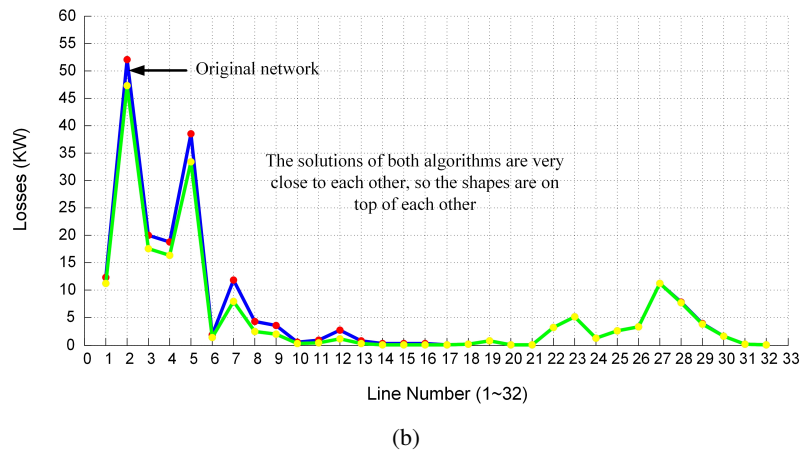 60
55
50
45
40
35
30
25
20
15
10
5
0
Losses (KW)
Original network
The solutions of both algorithms are very
close to each other, so the shapes are on
top of each other
0 1 2 3 4 5 6 7 8 9 10 11 12 13 14 15 16 17 18 19 20 21 22 23 24 25 26 27 28 29 30 31 32 33
Line Number (1~32)
(b)